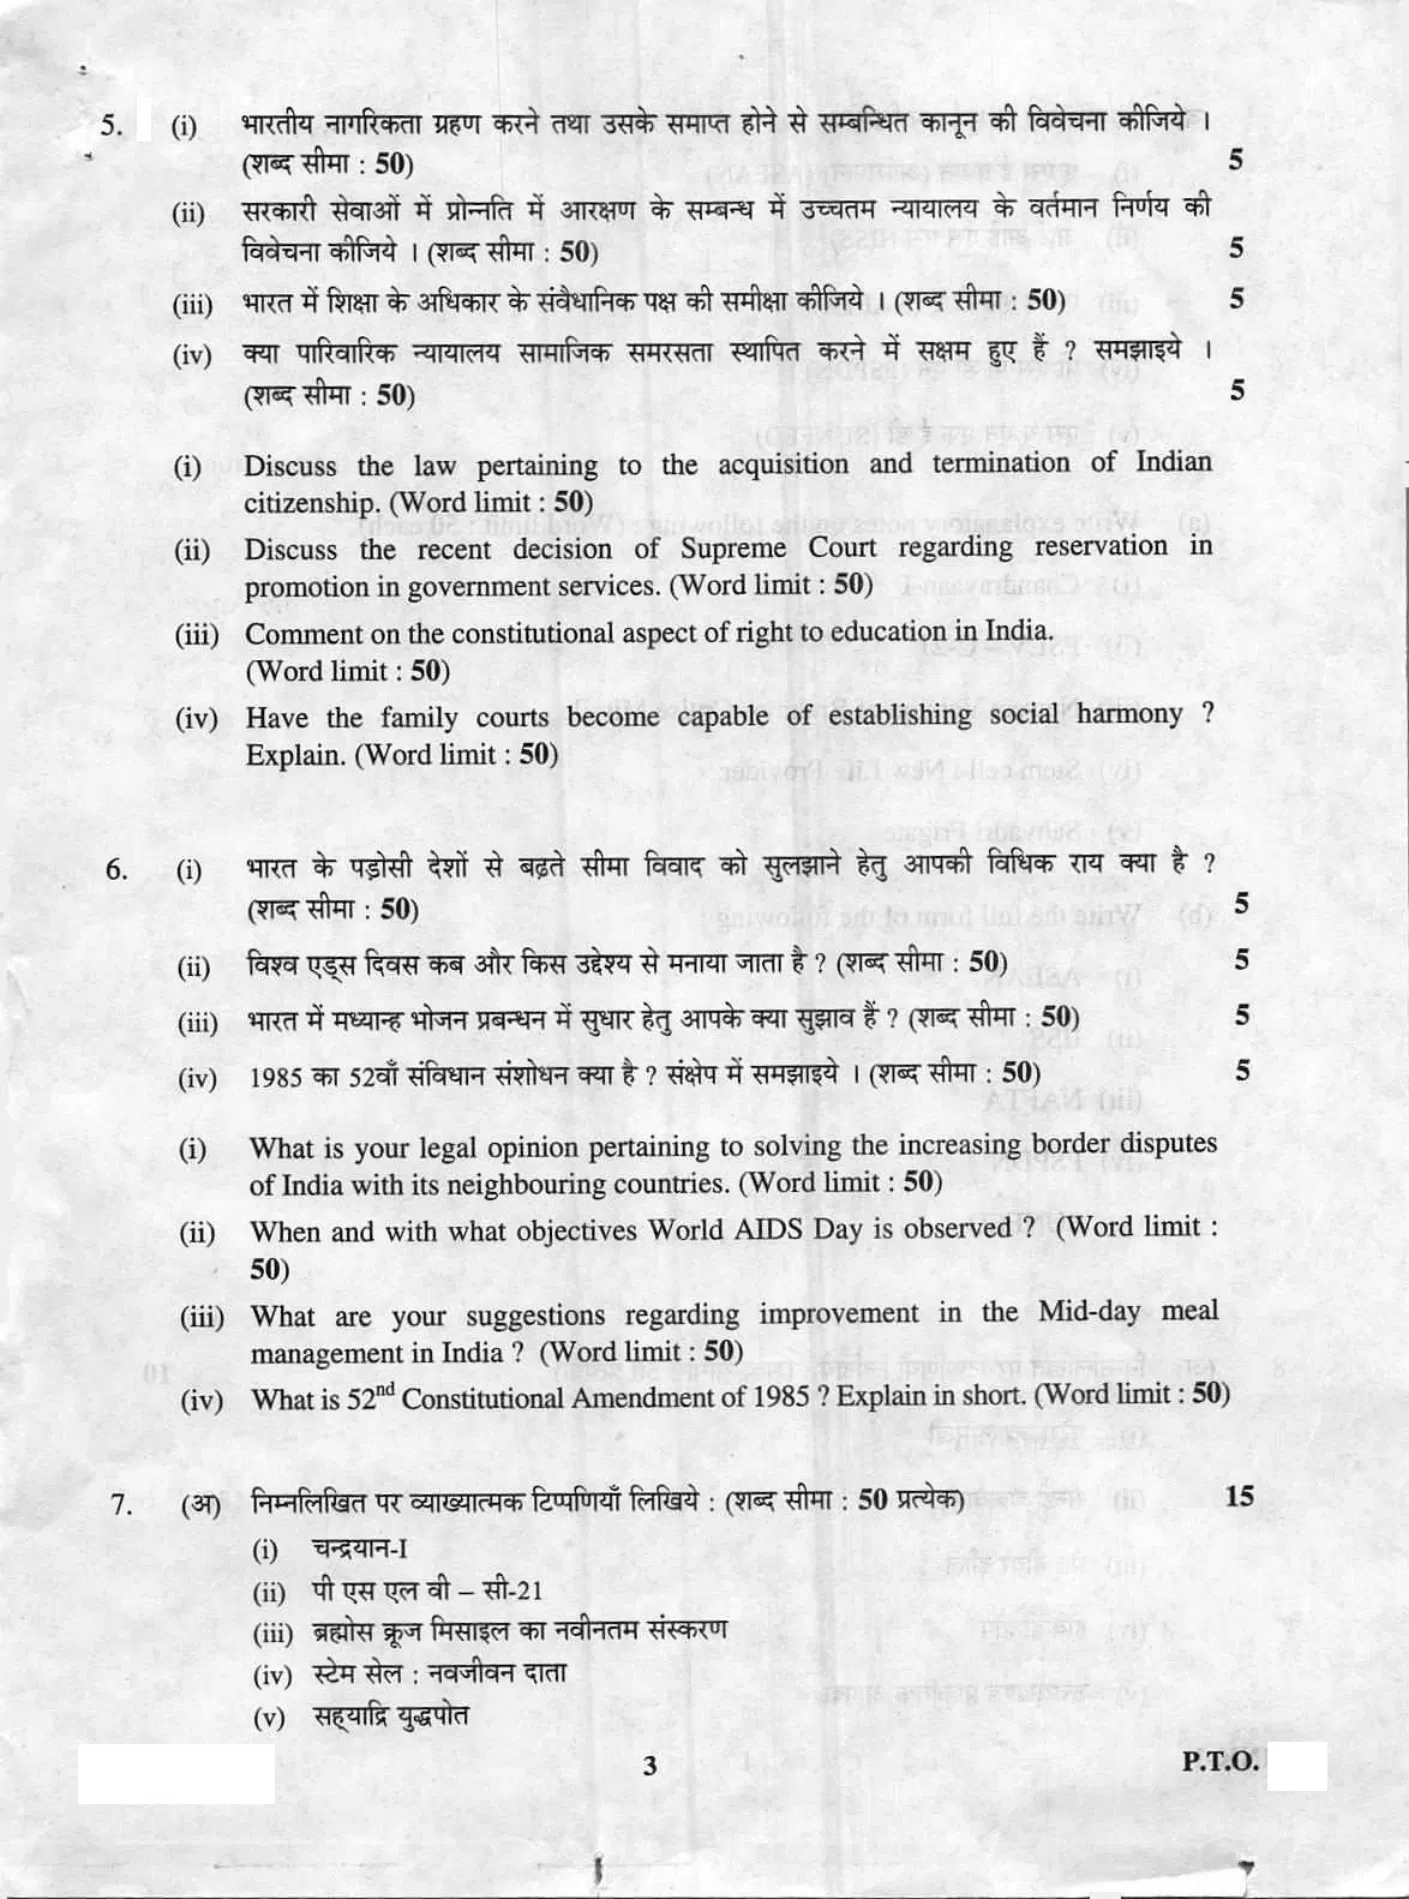 5. (i) भारतीय नागरिकता ग्रहण करने तथा उसके समाप्त होने से सम्बन्धित कानून की विवेचना कीजिये ।
(शब्द सीमा : 50) 5
(ii) सरकारी सेवाओं में प्रोन्नति में आरक्षण के सम्बन्ध में उच्चतम न्यायालय के वर्तमान निर्णय की
विवेचना कीजिये । (शब्द सीमा : 50) 5
(iii) भारत में शिक्षा के अधिकार के संवैधानिक पक्ष की समीक्षा कीजिये । (शब्द सीमा : 50) 5
(iv) क्या पारिवारिक न्यायालय सामाजिक समरसता स्थापित करने में सक्षम हुए हैं ? समझाइये ।
(शब्द सीमा : 50) 5
(i) Discuss the law pertaining to the acquisition and termination of Indian
citizenship. (Word limit : 50)
(ii) Discuss the recent decision of Supreme Court regarding reservation in
promotion in government services. (Word limit : 50)
(iii) Comment on the constitutional aspect of right to education in India.
(Word limit : 50)
(iv) Have the family courts become capable of establishing social harmony ?
Explain. (Word limit : 50)
6. (i) भारत के पड़ोसी देशों से बढ़ते सीमा विवाद को सुलझाने हेतु आपकी विधिक राय क्या है ?
(शब्द सीमा : 50) 5
(ii) विश्व एड्स दिवस कब और किस उद्देश्य से मनाया जाता है ? (शब्द सीमा : 50) 5
(iii) भारत में मध्यान्ह भोजन प्रबन्धन में सुधार हेतु आपके क्या सुझाव हैं ? (शब्द सीमा : 50) 5
(iv) 1985 का 52वाँ संविधान संशोधन क्या है ? संक्षेप में समझाइये । (शब्द सीमा : 50) 5
(i) What is your legal opinion pertaining to solving the increasing border disputes
of India with its neighbouring countries. (Word limit : 50)
(ii) When and with what objectives World AIDS Day is observed ? (Word limit :
50)
(iii) What are your suggestions regarding improvement in the Mid-day meal
management in India ? (Word limit : 50)
(iv) What is 52nd Constitutional Amendment of 1985 ? Explain in short. (Word limit : 50)
7. (अ) निम्नलिखित पर व्याख्यात्मक टिप्पणियाँ लिखिये : (शब्द सीमा : 50 प्रत्येक) 15
(i) चन्द्रयान-I
(ii) पी एस एल वी – सी-21
(iii) ब्रह्मोस क्रूज मिसाइल का नवीनतम संस्करण
(iv) स्टेम सेल : नवजीवन दाता
(v) सह्याद्रि युद्धपोत
3
P.T.O.